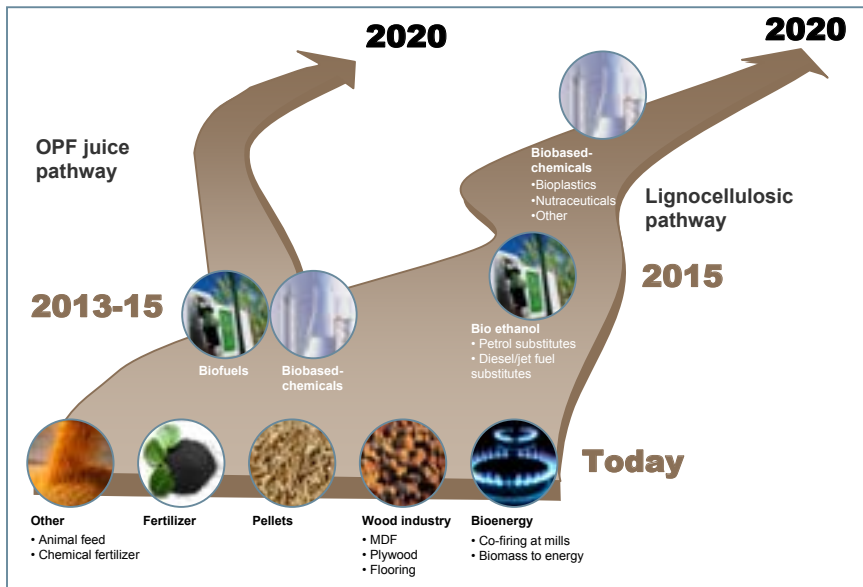 2020
2020
OPF juice
pathway
Biobased-
chemicals
•Bioplastics
•Nutraceuticals
•Other
Lignocellulosic
pathway
2013-15
2015
Biofuels
Biobased-
chemicals
Bio ethanol
• Petrol substitutes
• Diesel/jet fuel
substitutes
Today
Other
• Animal feed
• Chemical fertilizer
Fertilizer
Pellets
Wood industry
• MDF
• Plywood
• Flooring
Bioenergy
• Co-firing at mills
• Biomass to energy